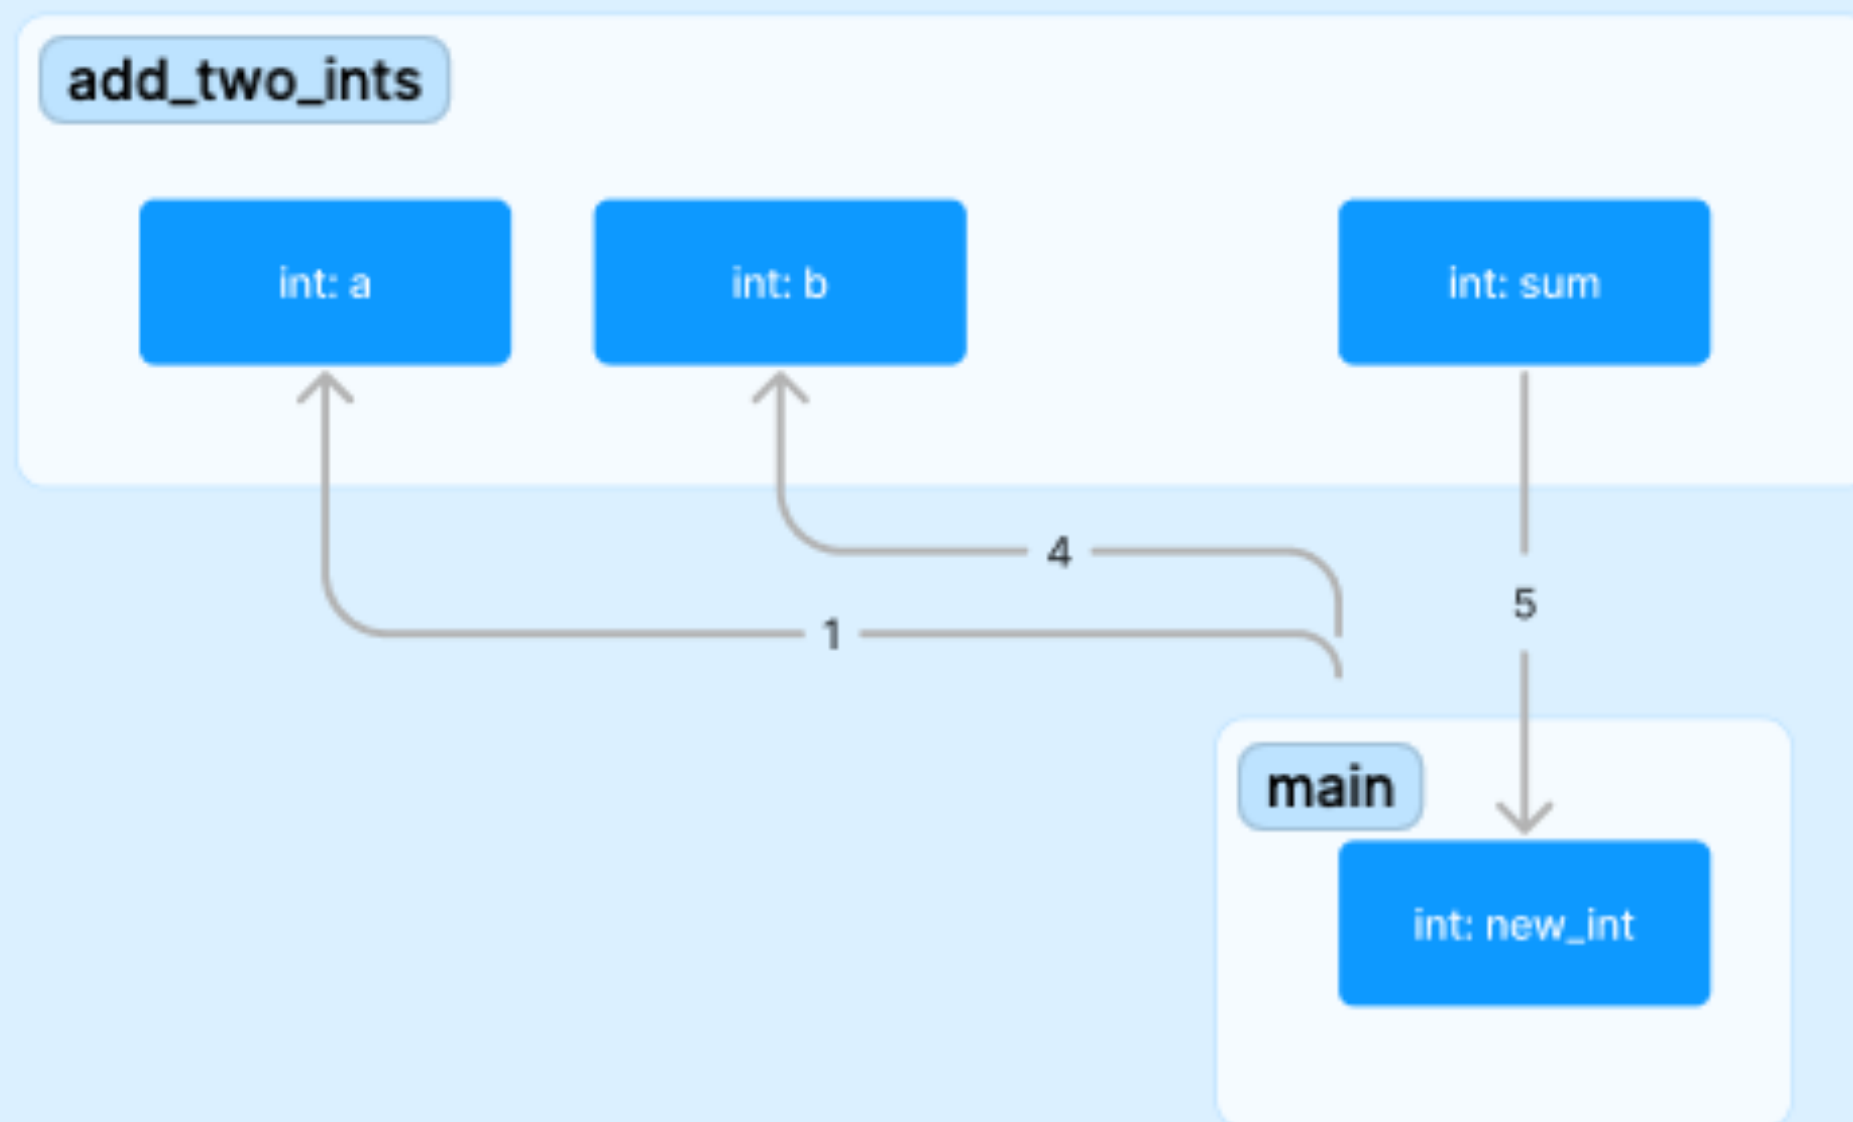 add_two_ints
int: a
int: b
int: sum
4
5
1
main
int: new_int